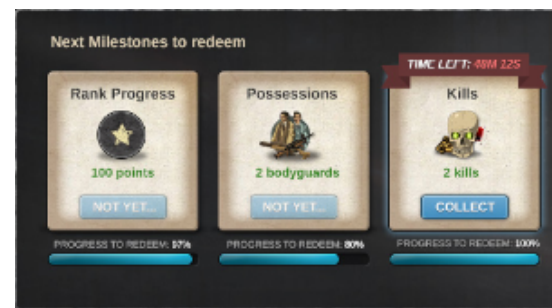 Next Milestones to redeem
TIME LEFT: 48M 12S
Rank Progress
Possessions
Kills
100 points
2 bodyguards
2 kills
NOT YET...
NOT YET...
COLLECT
PROGRESS TO REDEEM: 97%
PROGRESS TO REDEEM: 80%
PROGRESS TO REDEEM: 100%